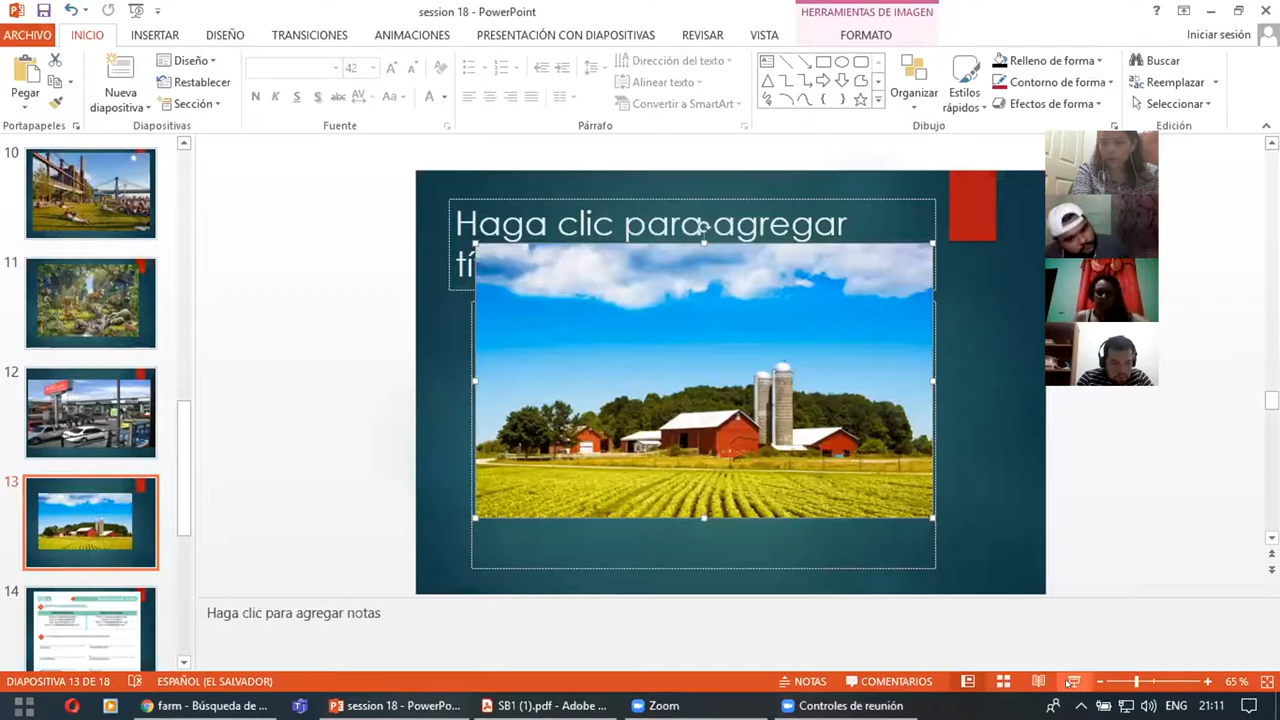 session 18 - PowerPoint
HERRAMIENTAS DE IMAGEN
ARCHIVO INICIO INSERTAR DISEÑO TRANSICIONES ANIMACIONES PRESENTACIÓN CON DIAPOSITIVAS REVISAR VISTA FORMATO Iniciar sesión
Pegar
Nueva diapositiva
Diseño
Restablecer
Sección
42
N K S S abc AV Aa A
Dirección del texto
Alinear texto
Convertir a SmartArt
Organizar
Estilos rápidos
Relleno de forma
Contorno de forma
Efectos de forma
Buscar
Reemplazar
Seleccionar
Portapapeles Diapositivas Fuente Párrafo Dibujo Edición
10
11
12
13
14
Haga clic para agregar
tí
Haga clic para agregar notas
DIAPOSITIVA 13 DE 18 ESPAÑOL (EL SALVADOR) NOTAS COMENTARIOS 65 %
farm - Búsqueda de ... session 18 - PowerPo... SB1 (1).pdf - Adobe ... Zoom Controles de reunión 21:11